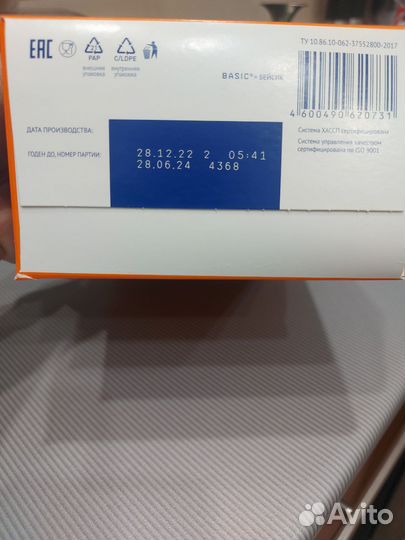 EAC
21
PAP
внешняя
упаковка
C/LDPE
внутренняя
упаковка
BASIC® БЕЙСИК
ТУ 10.86.10-062-37552800-2017
4 600490 620731
Система ХАССП сертифицирована
Система управления качеством
сертифицирована по ISO 9001
ДАТА ПРОИЗВОДСТВА:
ГОДЕН ДО, НОМЕР ПАРТИИ:
28.12.22 2 05:41
28.06.24 4368
Avito